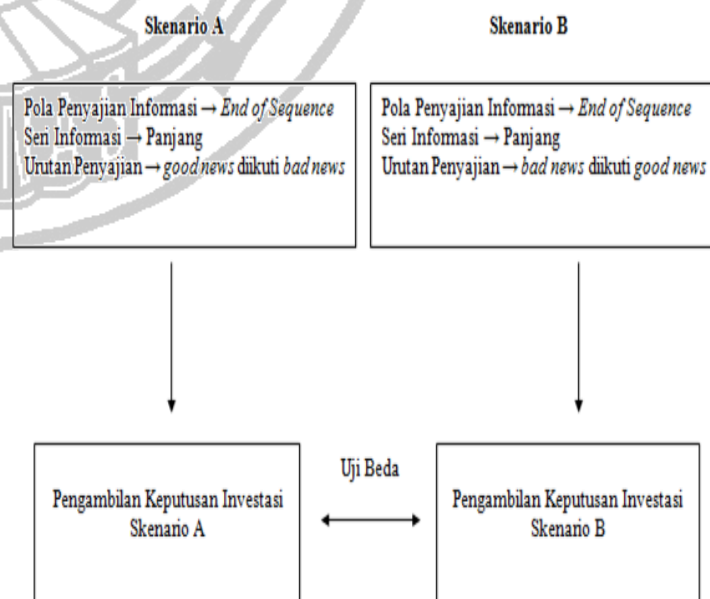 Skenario A
Skenario B
Pola Penyajian Informasi → End of Sequence
Seri Informasi → Panjang
Urutan Penyajian → good news diikuti bad news
Pola Penyajian Informasi → End of Sequence
Seri Informasi → Panjang
Urutan Penyajian → bad news diikuti good news
Uji Beda
Pengambilan Keputusan Investasi
Skenario A
Pengambilan Keputusan Investasi
Skenario B